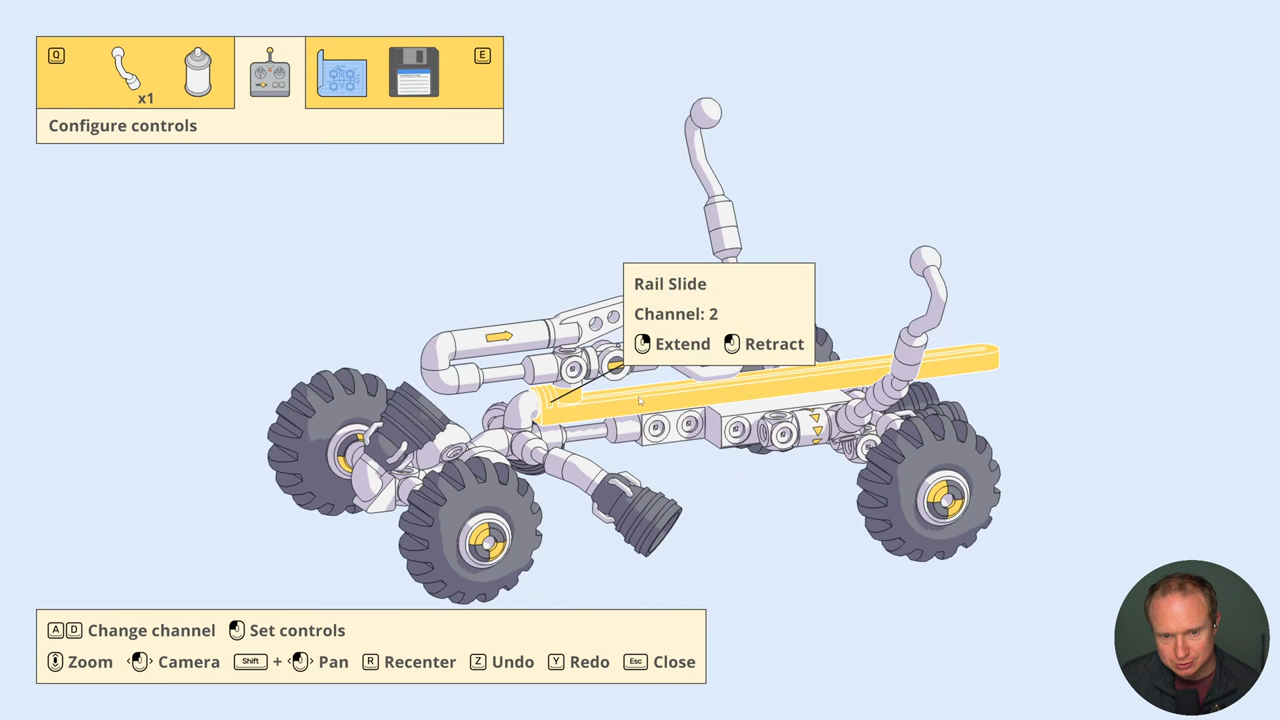 Q
E
x1
Configure controls
Rail Slide
Channel: 2
Extend Retract
A D Change channel Set controls
Zoom Camera Shift + Pan R Recenter Z Undo Y Redo Esc Close